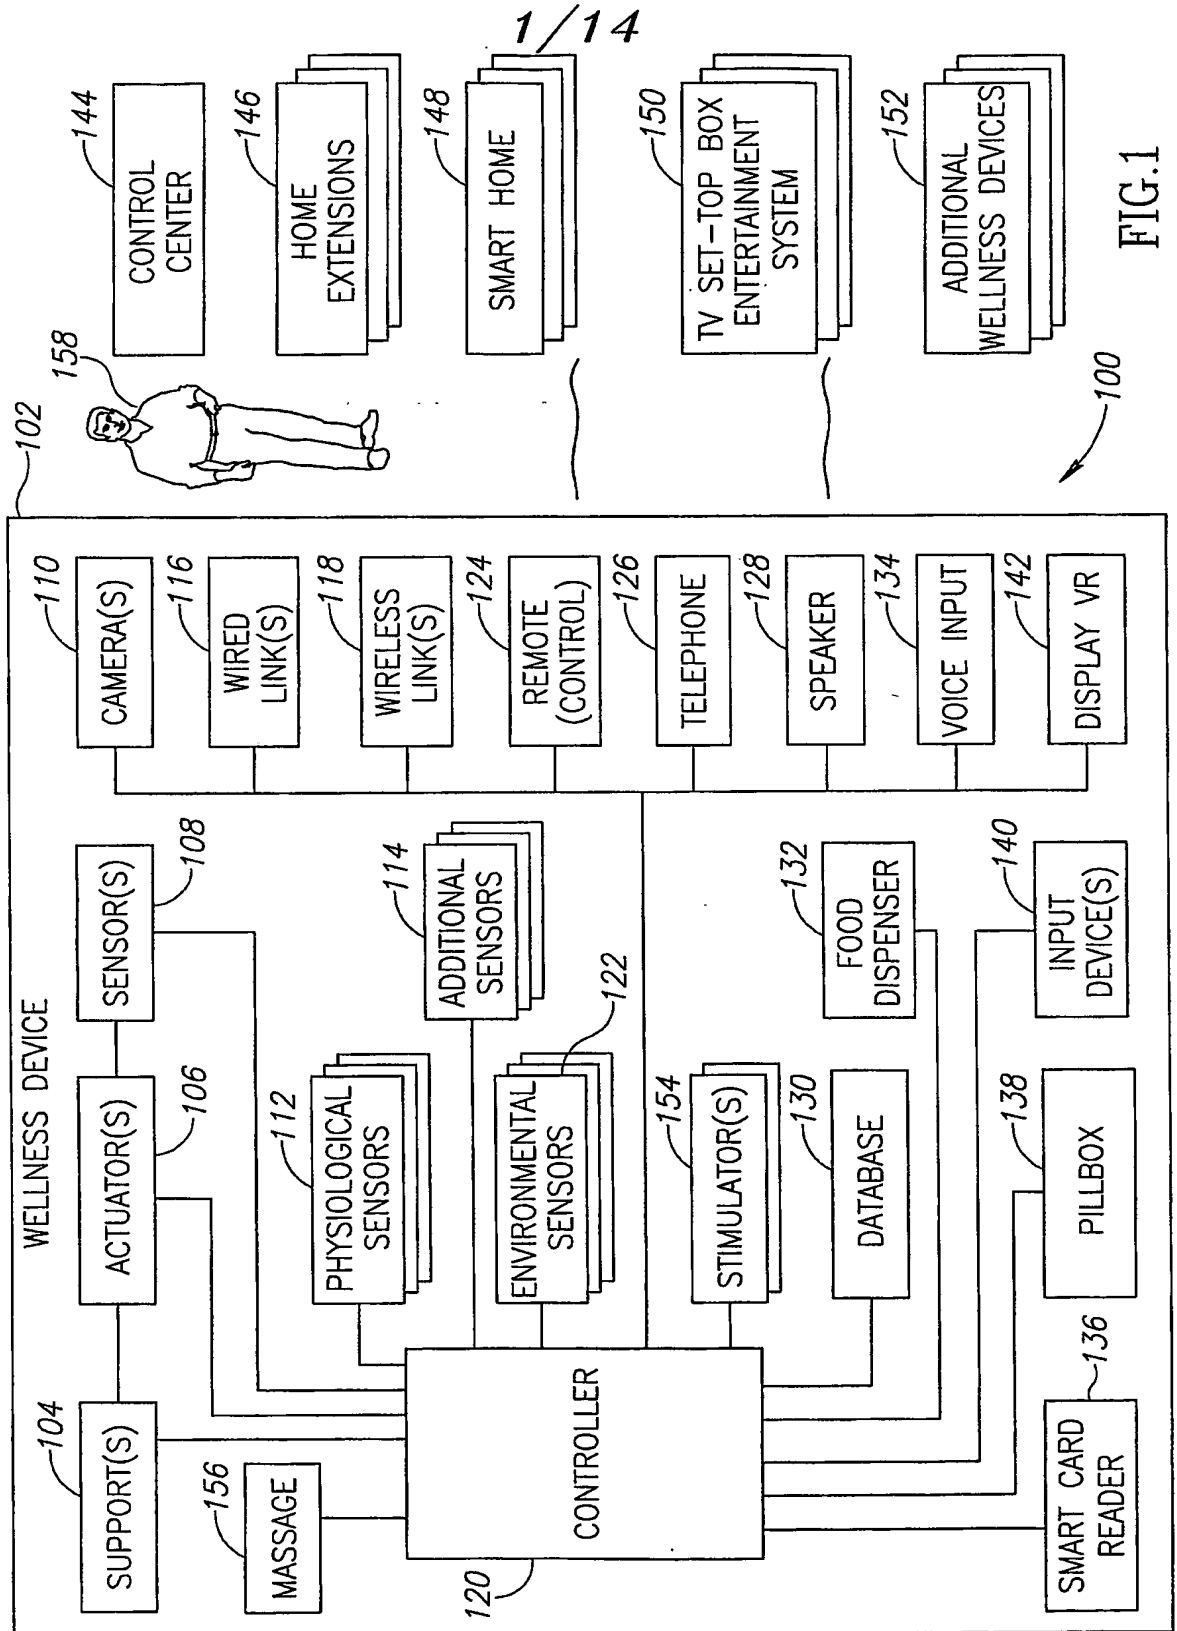 1/14
WELLNESS DEVICE
102
104
SUPPORT(S)
106
ACTUATOR(S)
108
SENSOR(S)
110
CAMERA(S)
116
WIRED
LINK(S)
118
WIRELESS
LINK(S)
124
REMOTE
(CONTROL)
126
TELEPHONE
128
SPEAKER
134
VOICE INPUT
142
DISPLAY VR
156
MASSAGE
112
PHYSIOLOGICAL
SENSORS
114
ADDITIONAL
SENSORS
122
ENVIRONMENTAL
SENSORS
CONTROLLER
120
154
STIMULATOR(S)
130
DATABASE
132
FOOD
DISPENSER
136
SMART CARD
READER
138
PILLBOX
140
INPUT
DEVICE(S)
158
144
CONTROL
CENTER
146
HOME
EXTENSIONS
148
SMART HOME
150
TV SET-TOP BOX
ENTERTAINMENT
SYSTEM
152
ADDITIONAL
WELLNESS DEVICES
100
FIG.1